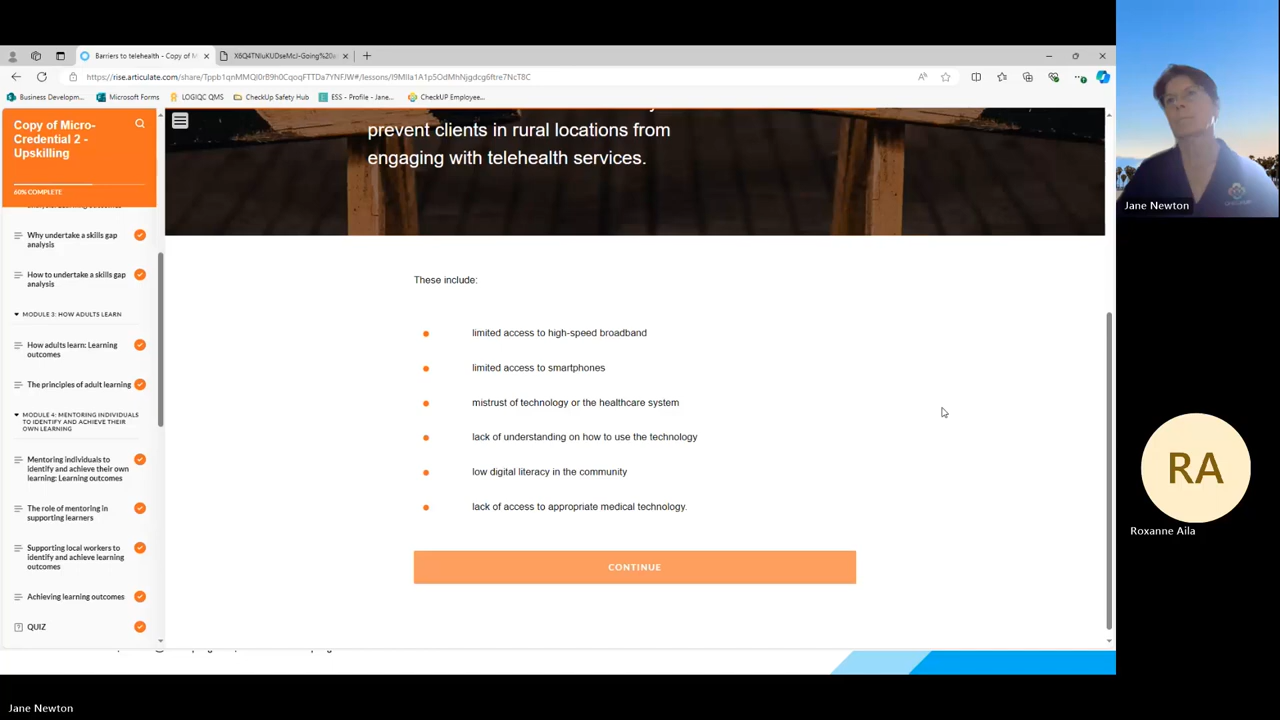 Barriers to telehealth - Copy of M
X6Q4TNluKUDseMcJ-Going%20
https://rise.articulate.com/share/Tppb1qnMMQI0rB9h0CqoqFTTDa7YNFJW#/lessons/I9MIla1A1p5OdMhNjgdcg6ftre7NcT8C
Business Developm...
Microsoft Forms
LOGIQC QMS
CheckUp Safety Hub
ESS - Profile - Jane...
CheckUP Employee...
Copy of Micro-
Credential 2 -
Upskilling
60% COMPLETE
Why undertake a skills gap
analysis
How to undertake a skills gap
analysis
MODULE 3: HOW ADULTS LEARN
How adults learn: Learning
outcomes
The principles of adult learning
MODULE 4: MENTORING INDIVIDUALS
TO IDENTIFY AND ACHIEVE THEIR
OWN LEARNING
Mentoring individuals to
identify and achieve their own
learning: Learning outcomes
The role of mentoring in
supporting learners
Supporting local workers to
identify and achieve learning
outcomes
Achieving learning outcomes
QUIZ
prevent clients in rural locations from
engaging with telehealth services.
These include:
limited access to high-speed broadband
limited access to smartphones
mistrust of technology or the healthcare system
lack of understanding on how to use the technology
low digital literacy in the community
lack of access to appropriate medical technology.
CONTINUE
Jane Newton
RA
Roxanne Aila
Jane Newton